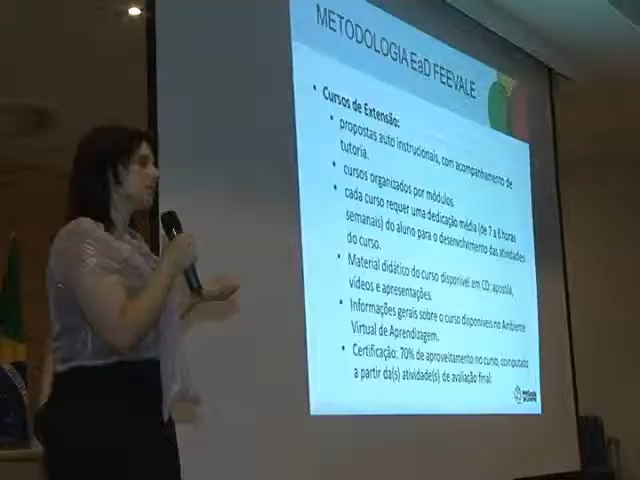 METODOLOGIA EaD FEEVALE
• Cursos de Extensão:
• propostas auto instrucionais, com acompanhamento de
tutoria.
• cursos organizados por módulos.
• cada curso requer uma dedicação média (de 7 a 8 horas
semanais) do aluno para o desenvolvimento das atividades
do curso.
• Material didático do curso disponível em CD: apostila,
vídeos e apresentações.
• Informações gerais sobre o curso disponíveis no Ambiente
Virtual de Aprendizagem.
• Certificação: 70% de aproveitamento no curso, computado
a partir da(s) atividade(s) de avaliação final.